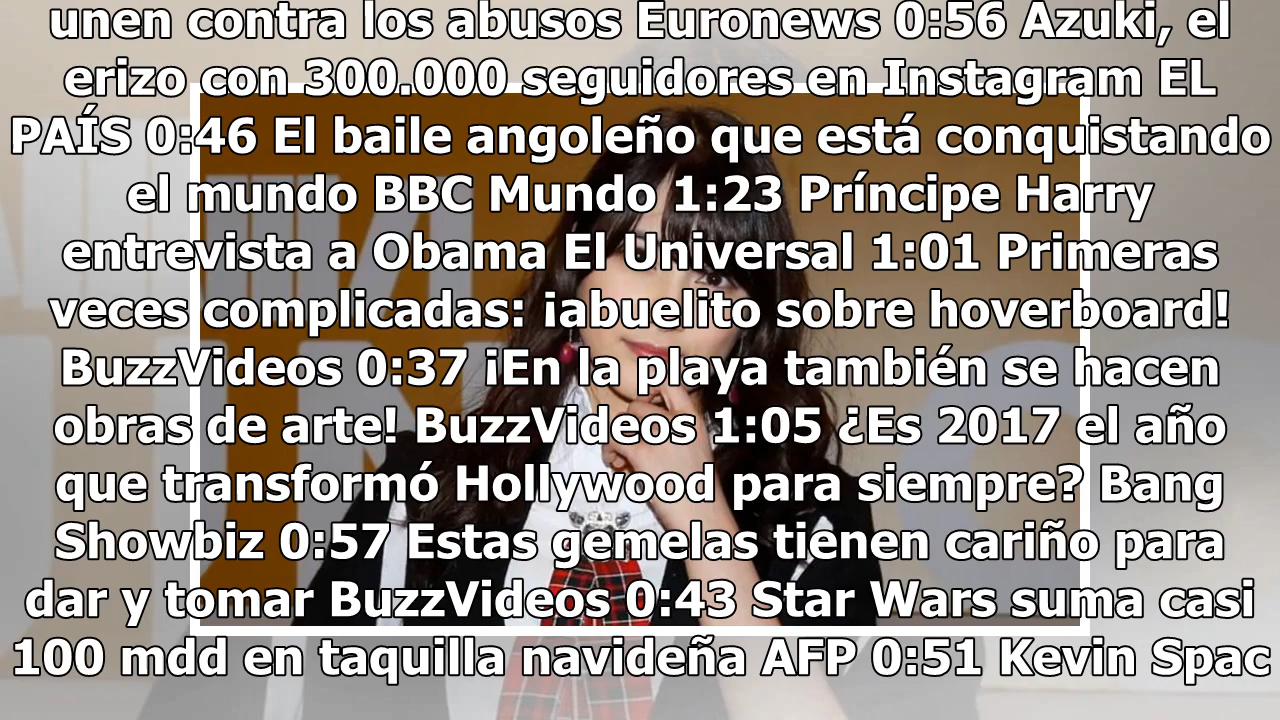 unen contra los abusos Euronews 0:56 Azuki, el
erizo con 300.000 seguidores en Instagram EL
PAÍS 0:46 El baile angoleño que está conquistando
el mundo BBC Mundo 1:23 Príncipe Harry
entrevista a Obama El Universal 1:01 Primeras
veces complicadas: ¡abuelito sobre hoverboard!
BuzzVideos 0:37 ¡En la playa también se hacen
obras de arte! BuzzVideos 1:05 ¿Es 2017 el año
que transformó Hollywood para siempre? Bang
Showbiz 0:57 Estas gemelas tienen cariño para
dar y tomar BuzzVideos 0:43 Star Wars suma casi
100 mdd en taquilla navideña AFP 0:51 Kevin Spac